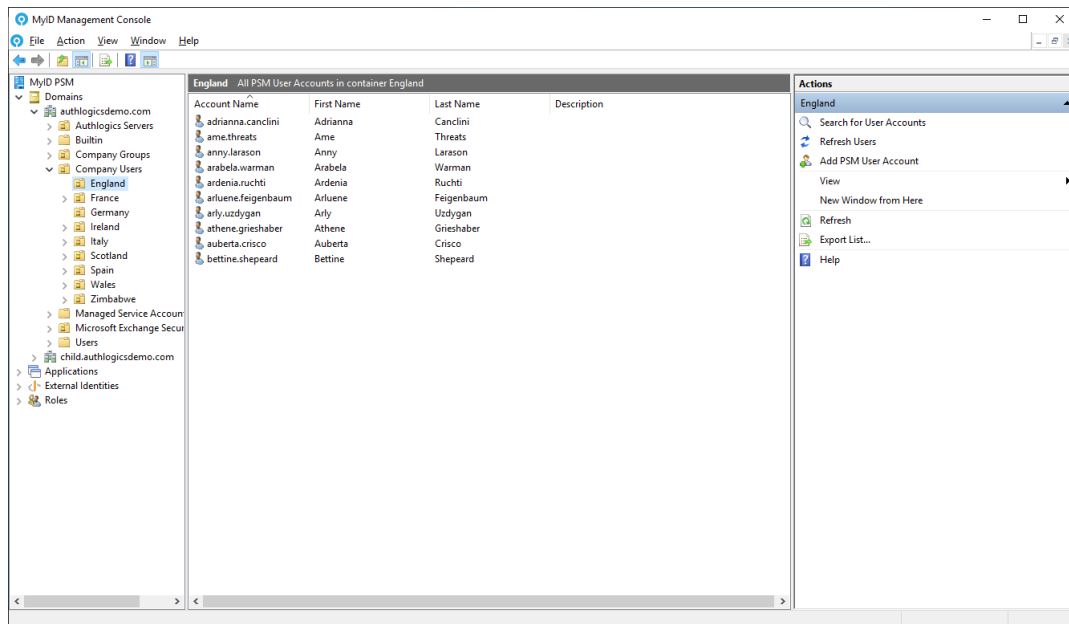 MyID Management Console
File Action View Window Help
MyID PSM
Domains
authlogicsdemo.com
Authlogics Servers
Builtin
Company Groups
Company Users
England
France
Germany
Ireland
Italy
Scotland
Spain
Wales
Zimbabwe
Managed Service Accoun
Microsoft Exchange Secur
Users
child.authlogicsdemo.com
Applications
External Identities
Roles
England All PSM User Accounts in container England
Account Name First Name Last Name Description
adrianna.canclini Adrianna Canclini
ame.threats Ame Threats
anny.larason Anny Larason
arabela.warman Arabela Warman
ardenia.ruchti Ardenia Ruchti
arluene.feigenbaum Arluene Feigenbaum
arly.uzdygan Arly Uzdygan
athene.grieshaber Athene Grieshaber
auberta.crisco Auberta Crisco
bettine.shepeard Bettine Shepeard
Actions
England
Search for User Accounts
Refresh Users
Add PSM User Account
View
New Window from Here
Refresh
Export List...
Help